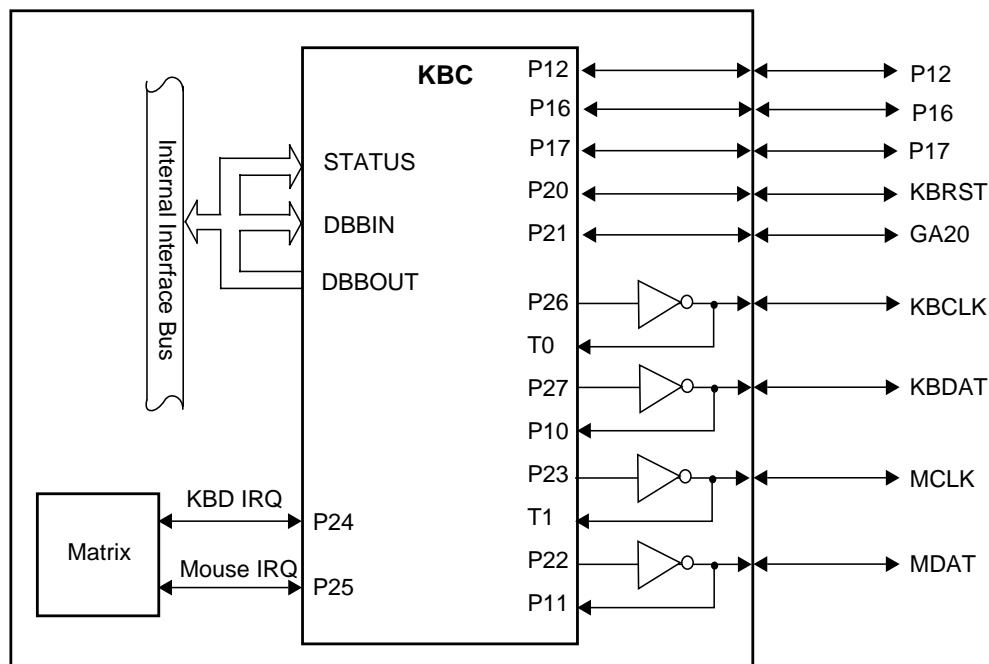 KBC
Internal Interface Bus
STATUS
DBBIN
DBBOUT
P12
P16
P17
P20
P21
P26
T0
P27
P10
P23
T1
P22
P11
P12
P16
P17
KBRST
GA20
KBCLK
KBDAT
MCLK
MDAT
Matrix
KBD IRQ
Mouse IRQ
P24
P25